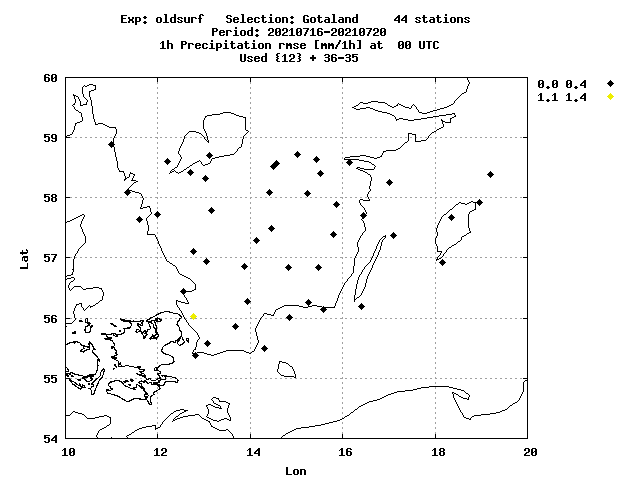 Exp: oldsurf   Selection: Gotaland     44 stations
Period: 20210716-20210720
1h Precipitation rmse [mm/1h] at  00 UTC
Used {12} + 36-35
0.0 0.4
1.1 1.4
60
59
58
57
56
55
54
Lat
10 12 14 16 18 20
Lon